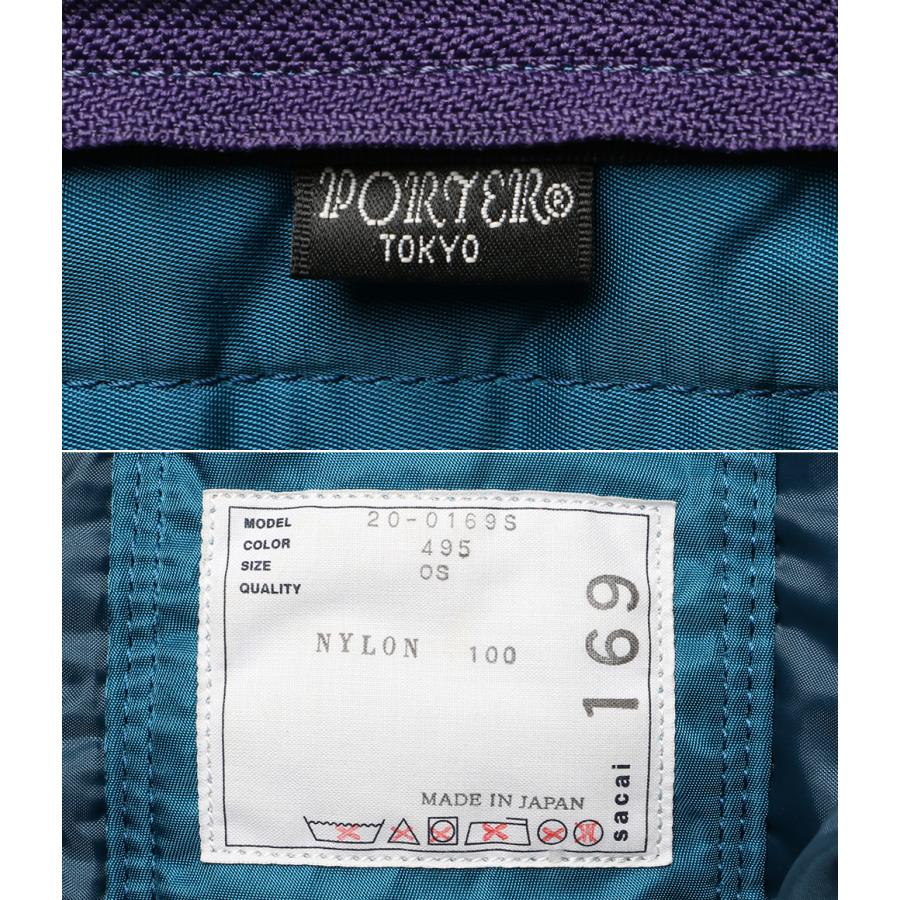 PORTER®
TOKYO
MODEL 20-0169S
COLOR 495
SIZE OS
QUALITY
NYLON 100
MADE IN JAPAN
sacai 169
W